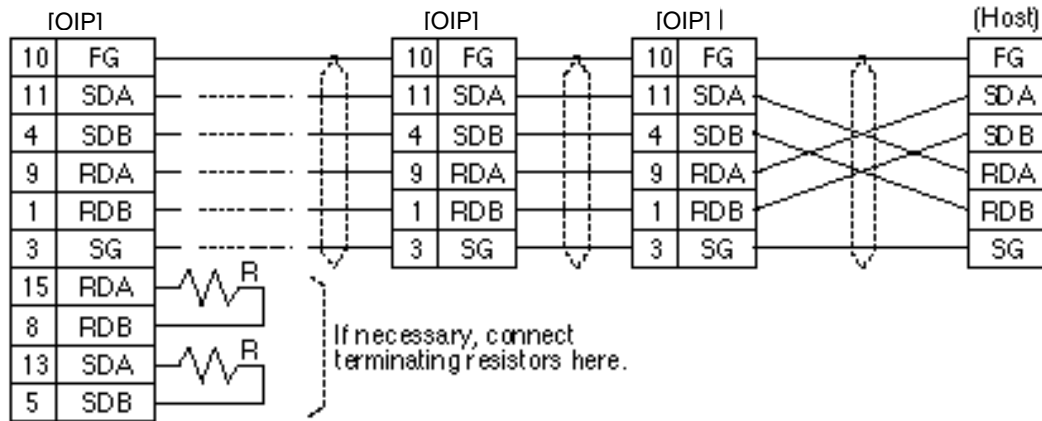 [OIP] [OIP] [OIP] | (Host)
10 FG 10 FG 10 FG FG
11 SDA 11 SDA 11 SDA SDA
4 SDB 4 SDB 4 SDB SDB
9 RDA 9 RDA 9 RDA RDA
1 RDB 1 RDB 1 RDB RDB
3 SG 3 SG 3 SG SG
15 RDA R
8 RDB
13 SDA R
5 SDB
If necessary, connect
terminating resistors here.